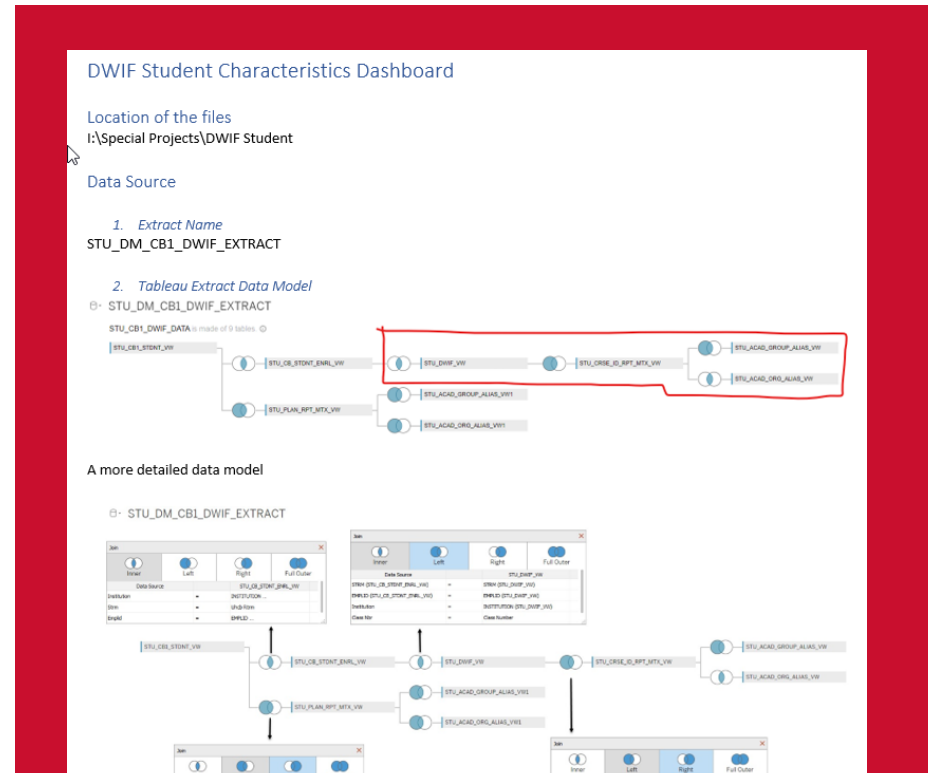 DWIF Student Characteristics Dashboard
Location of the files
I:\Special Projects\DWIF Student
Data Source
1. Extract Name
STU_DM_CB1_DWIF_EXTRACT
2. Tableau Extract Data Model
STU_DM_CB1_DWIF_EXTRACT
STU_CB1_DWIF_DATA is made of 9 tables.
STU_CB1_STDNT_VW
STU_CB_STDNT_ENRL_VW
STU_DWIF_VW
STU_CRSE_ID_RPT_MTX_VW
STU_ACAD_GROUP_ALIAS_VW
STU_ACAD_ORG_ALIAS_VW
STU_PLAN_RPT_MTX_VW
STU_ACAD_GROUP_ALIAS_VW1
STU_ACAD_ORG_ALIAS_VW1
A more detailed data model
STU_DM_CB1_DWIF_EXTRACT
Join
Inner Left Right Full Outer
Data Source STU_CB_STDNT_ENRL_VW
Institution = INSTITUTION ...
Strm =
Emplid = EMPLID ...
Join
Inner Left Right Full Outer
Data Source STU_DWIF_VW
STRM (STU_CB_STDNT_ENRL_VW) = STRM (STU_DWIF_VW)
EMPLID (STU_CB_STDNT_ENRL_VW) = EMPLID (STU_DWIF_VW)
Institution = INSTITUTION (STU_DWIF_VW)
Class Nbr = Class Number
STU_CB1_STDNT_VW
STU_CB_STDNT_ENRL_VW
STU_DWIF_VW
STU_CRSE_ID_RPT_MTX_VW
STU_ACAD_GROUP_ALIAS_VW
STU_ACAD_ORG_ALIAS_VW
STU_PLAN_RPT_MTX_VW
STU_ACAD_GROUP_ALIAS_VW1
STU_ACAD_ORG_ALIAS_VW1
Join
Join
Inner Left Right Full Outer